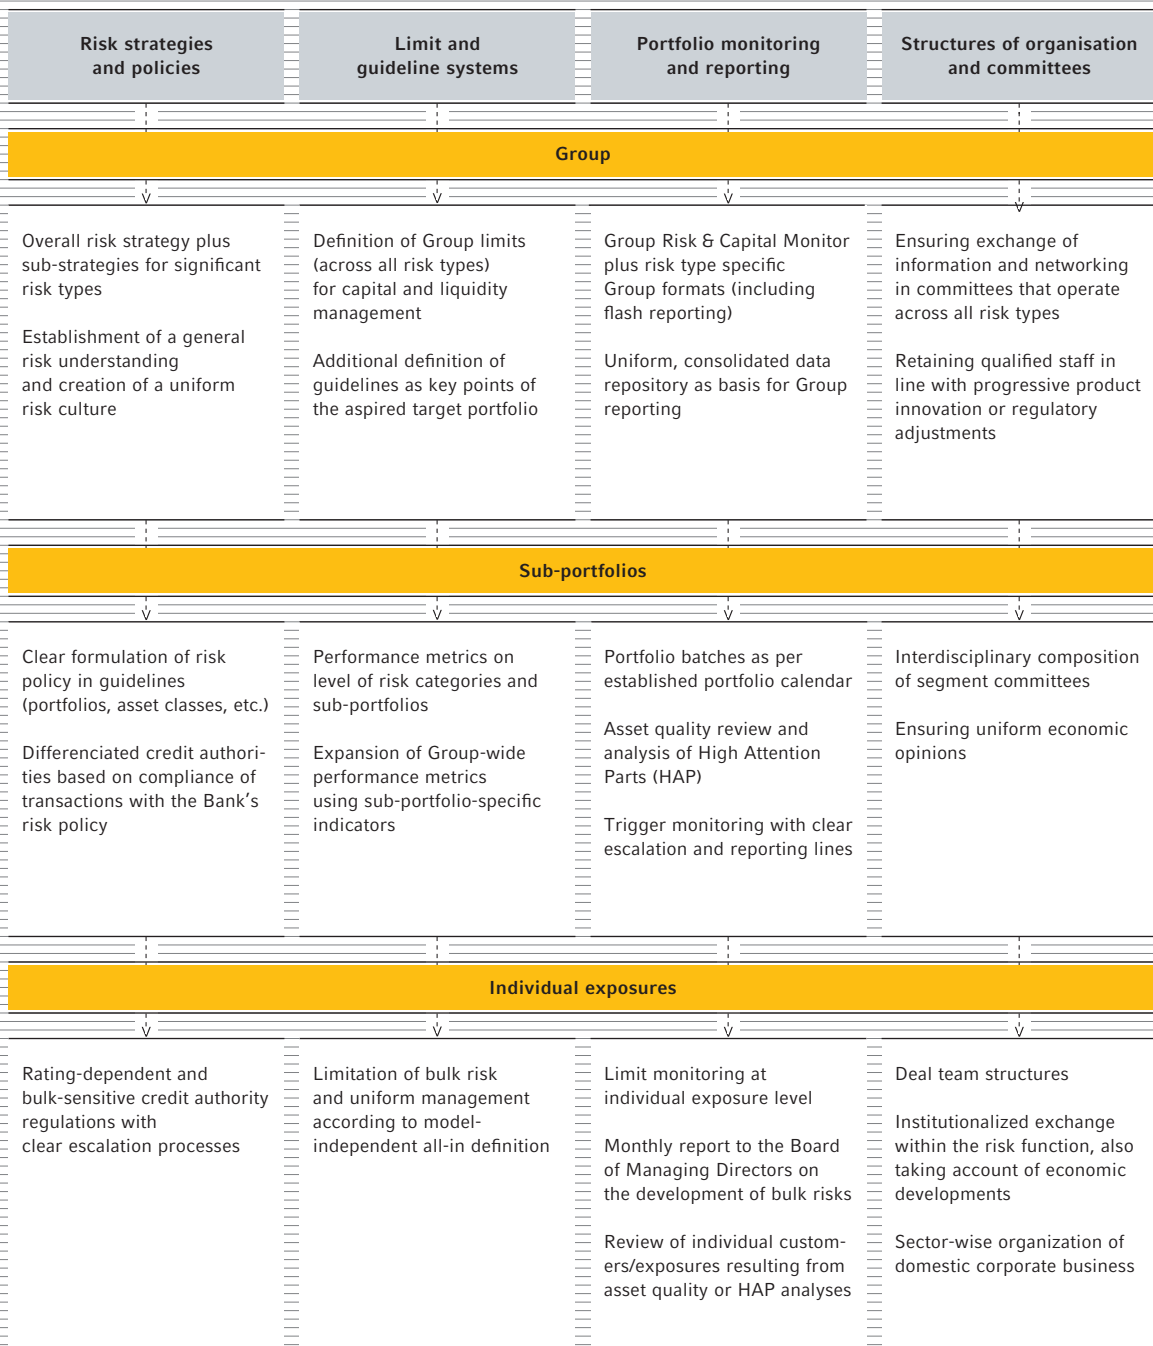 Risk strategies
and policies
Limit and
guideline systems
Portfolio monitoring
and reporting
Structures of organisation
and committees
Group
Overall risk strategy plus
sub-strategies for significant
risk types
Establishment of a general
risk understanding
and creation of a uniform
risk culture
Definition of Group limits
(across all risk types)
for capital and liquidity
management
Additional definition of
guidelines as key points of
the aspired target portfolio
Group Risk & Capital Monitor
plus risk type specific
Group formats (including
flash reporting)
Uniform, consolidated data
repository as basis for Group
reporting
Ensuring exchange of
information and networking
in committees that operate
across all risk types
Retaining qualified staff in
line with progressive product
innovation or regulatory
adjustments
Sub-portfolios
Clear formulation of risk
policy in guidelines
(portfolios, asset classes, etc.)
Differenciated credit authori-
ties based on compliance of
transactions with the Bank's
risk policy
Performance metrics on
level of risk categories and
sub-portfolios
Expansion of Group-wide
performance metrics
using sub-portfolio-specific
indicators
Portfolio batches as per
established portfolio calendar
Asset quality review and
analysis of High Attention
Parts (HAP)
Trigger monitoring with clear
escalation and reporting lines
Interdisciplinary composition
of segment committees
Ensuring uniform economic
opinions
Individual exposures
Rating-dependent and
bulk-sensitive credit authority
regulations with
clear escalation processes
Limitation of bulk risk
and uniform management
according to model-
independent all-in definition
Limit monitoring at
individual exposure level
Monthly report to the Board
of Managing Directors on
the development of bulk risks
Review of individual custom-
ers/exposures resulting from
asset quality or HAP analyses
Deal team structures
Institutionalized exchange
within the risk function, also
taking account of economic
developments
Sector-wise organization of
domestic corporate business